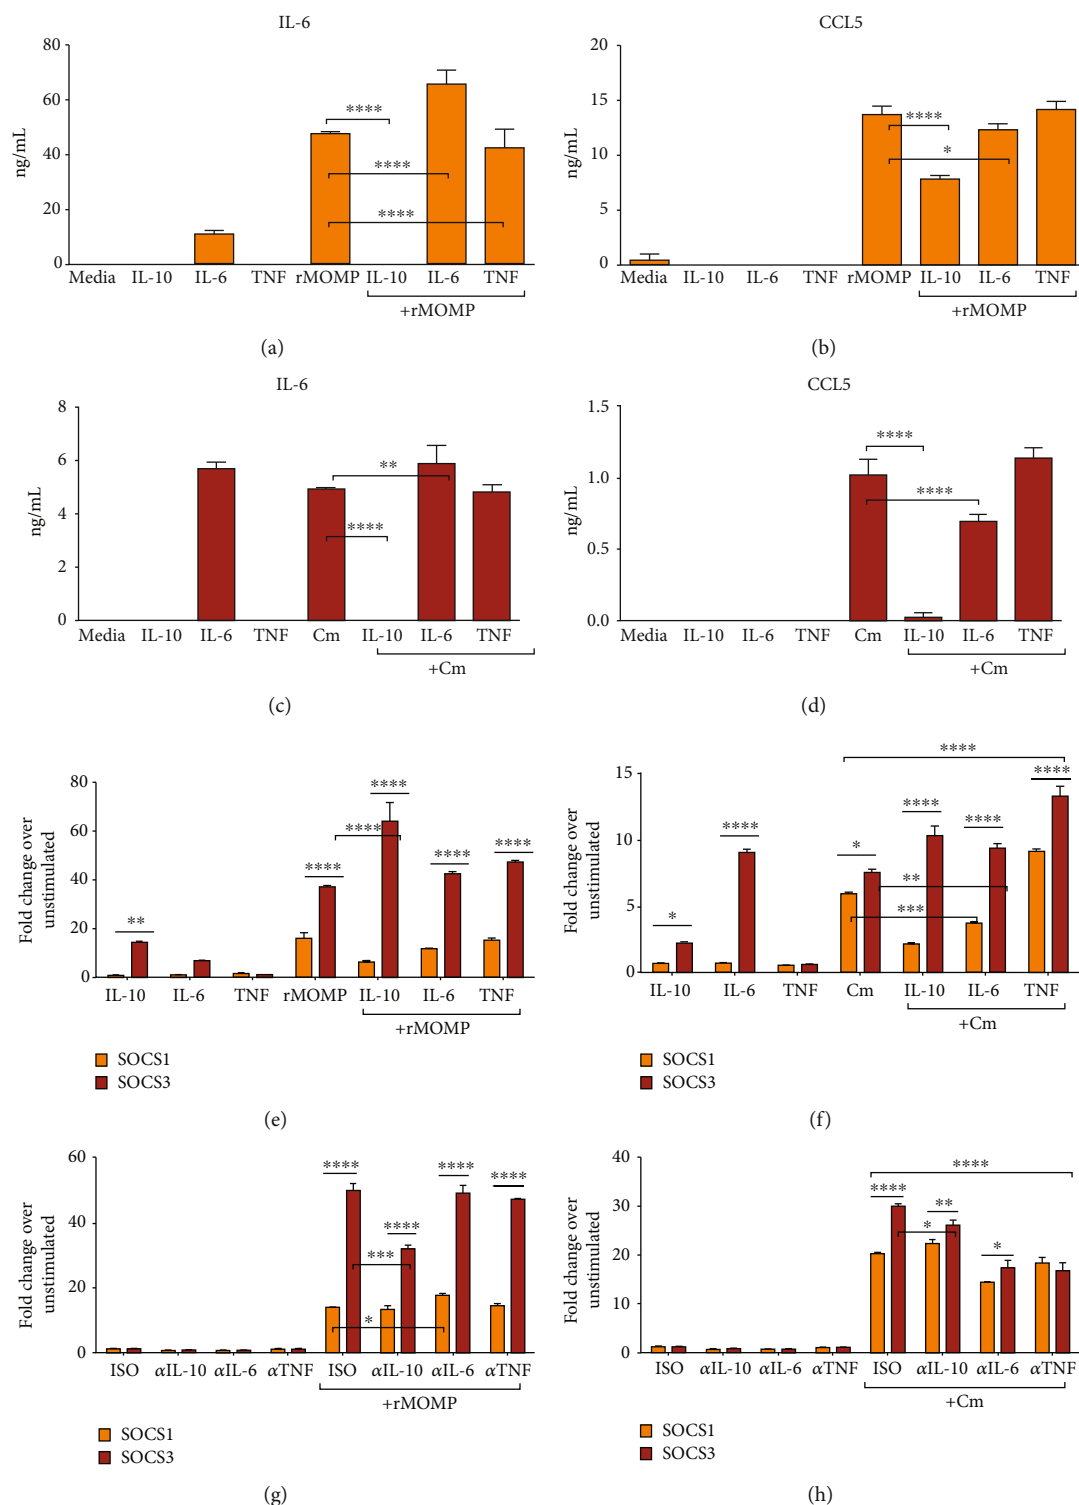 IL-6
80
60
40
20
0
ng/mL
****
****
****
Media IL-10 IL-6 TNF rMOMP IL-10 IL-6 TNF
+rMOMP
(a)
CCL5
20
15
10
5
0
ng/mL
****
*
Media IL-10 IL-6 TNF rMOMP IL-10 IL-6 TNF
+rMOMP
(b)
IL-6
8
6
4
2
0
ng/mL
**
****
Media IL-10 IL-6 TNF Cm IL-10 IL-6 TNF
+Cm
(c)
CCL5
1.5
1.0
0.5
0.0
ng/mL
****
****
Media IL-10 IL-6 TNF Cm IL-10 IL-6 TNF
+Cm
(d)
80
60
40
20
0
Fold change over
unstimulated
**
****
****
****
****
****
IL-10 IL-6 TNF rMOMP IL-10 IL-6 TNF
+rMOMP
SOCS1
SOCS3
(e)
15
10
5
0
Fold change over
unstimulated
****
*
****
*
****
****
****
**
***
IL-10 IL-6 TNF Cm IL-10 IL-6 TNF
+Cm
SOCS1
SOCS3
(f)
60
40
20
0
Fold change over
unstimulated
****
****
****
****
***
*
ISO αIL-10 αIL-6 αTNF ISO αIL-10 αIL-6 αTNF
+rMOMP
SOCS1
SOCS3
(g)
40
30
20
10
0
Fold change over
unstimulated
****
****
**
*
*
ISO αIL-10 αIL-6 αTNF ISO αIL-10 αIL-6 αTNF
+Cm
SOCS1
SOCS3
(h)